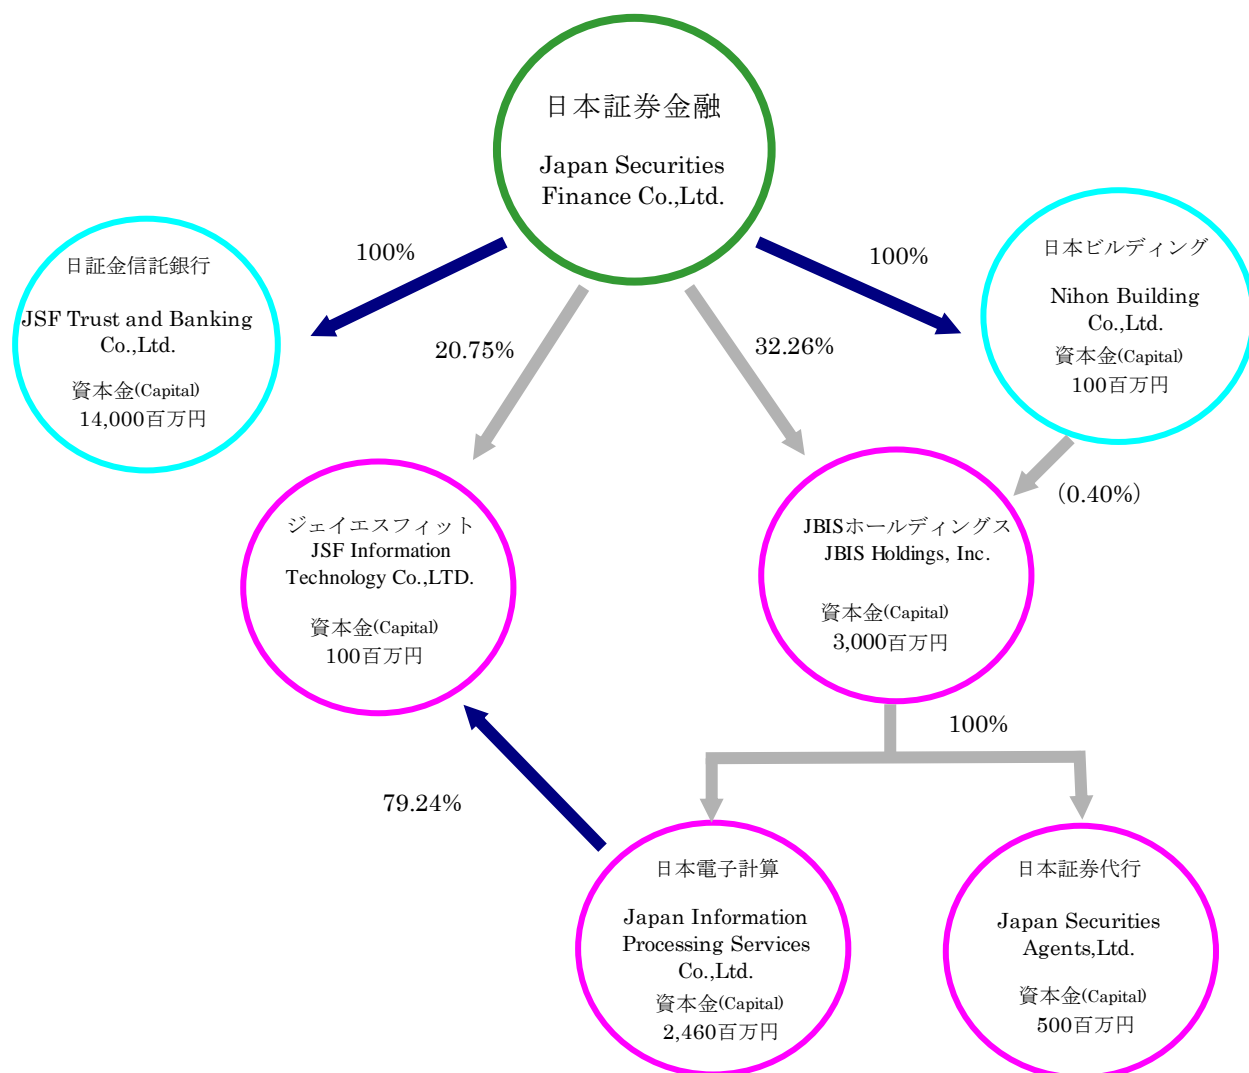 日本証券金融
Japan Securities
Finance Co.,Ltd.
100%
100%
日証金信託銀行
JSF Trust and Banking
Co.,Ltd.
資本金(Capital)
14,000百万円
日本ビルディング
Nihon Building
Co.,Ltd.
資本金(Capital)
100百万円
20.75%
32.26%
(0.40%)
ジェイエスフィット
JSF Information
Technology Co.,LTD.
資本金(Capital)
100百万円
JBISホールディングス
JBIS Holdings, Inc.
資本金(Capital)
3,000百万円
100%
79.24%
日本電子計算
Japan Information
Processing Services
Co.,Ltd.
資本金(Capital)
2,460百万円
日本証券代行
Japan Securities
Agents,Ltd.
資本金(Capital)
500百万円